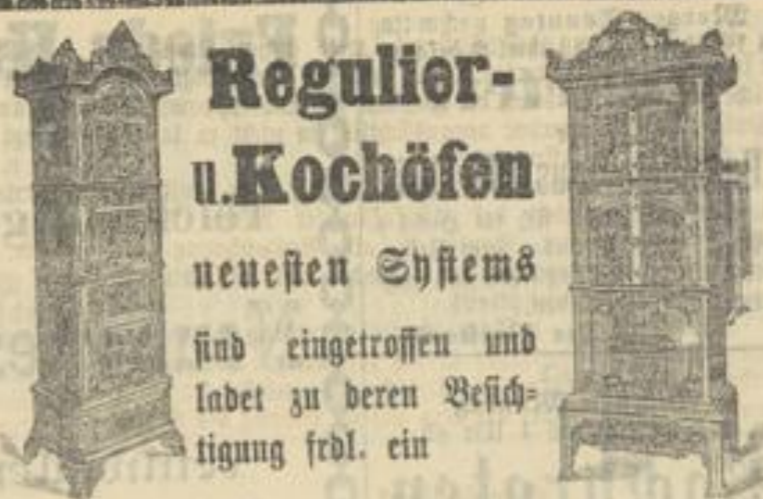 Regulier-
u. Kochöfen
neuesten Systems
sind eingetroffen und
ladet zu deren Besich-
tigung frdl. ein